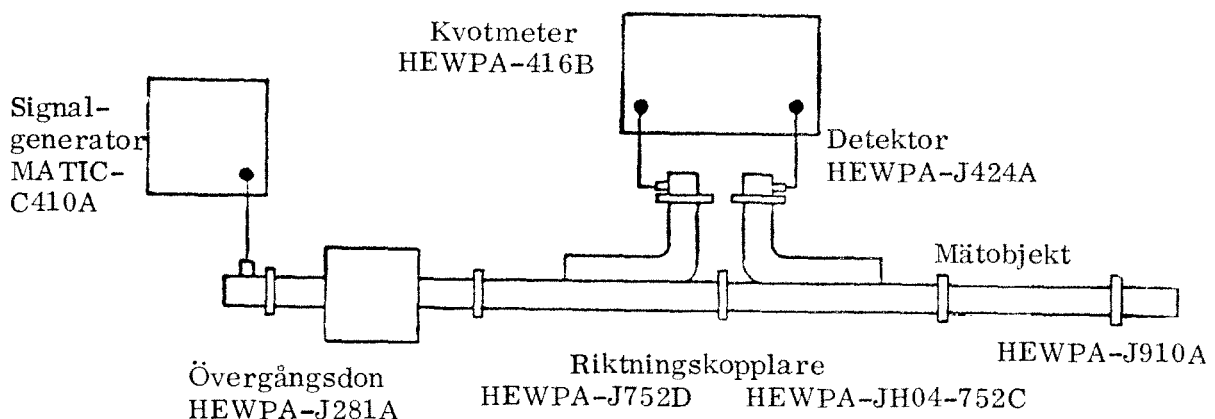 Kvotmeter
HEWPA-416B
Signal-
generator
MATIC-
C410A
Detektor
HEWPA-J424A
Mätobjekt
HEWPA-J910A
Övergångsdon
HEWPA-J281A
Riktningskopplare
HEWPA-J752D HEWPA-JH04-752C